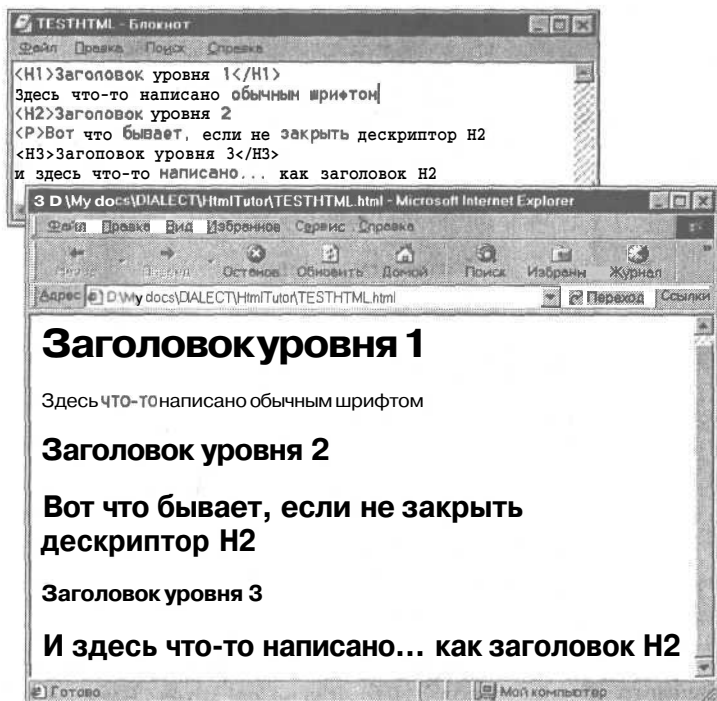 TESTHTML - Блокнот
Файл Правка Поиск Справка
<H1>Заголовок уровня 1</H1>
Здесь что-то написано обычным шрифтом
<H2>Заголовок уровня 2
<P>Вот что бывает, если не закрыть дескриптор H2
<H3>Заголовок уровня 3</H3>
и здесь что-то написано... как заголовок H2
3 D \My docs\DIALECT\HtmlTutor\TESTHTML.html - Microsoft Internet Explorer
Файл Правка Вид Избранное Сервис Справка
Останов Обновить Домой Поиск Избранн Журнал
Адрес D:\My docs\DIALECT\HtmlTutor\TESTHTML.html Переход Ссылки
Заголовок уровня 1
Здесь что-то написано обычным шрифтом
Заголовок уровня 2
Вот что бывает, если не закрыть
дескриптор H2
Заголовок уровня 3
И здесь что-то написано... как заголовок H2
Готово Мой компьютер